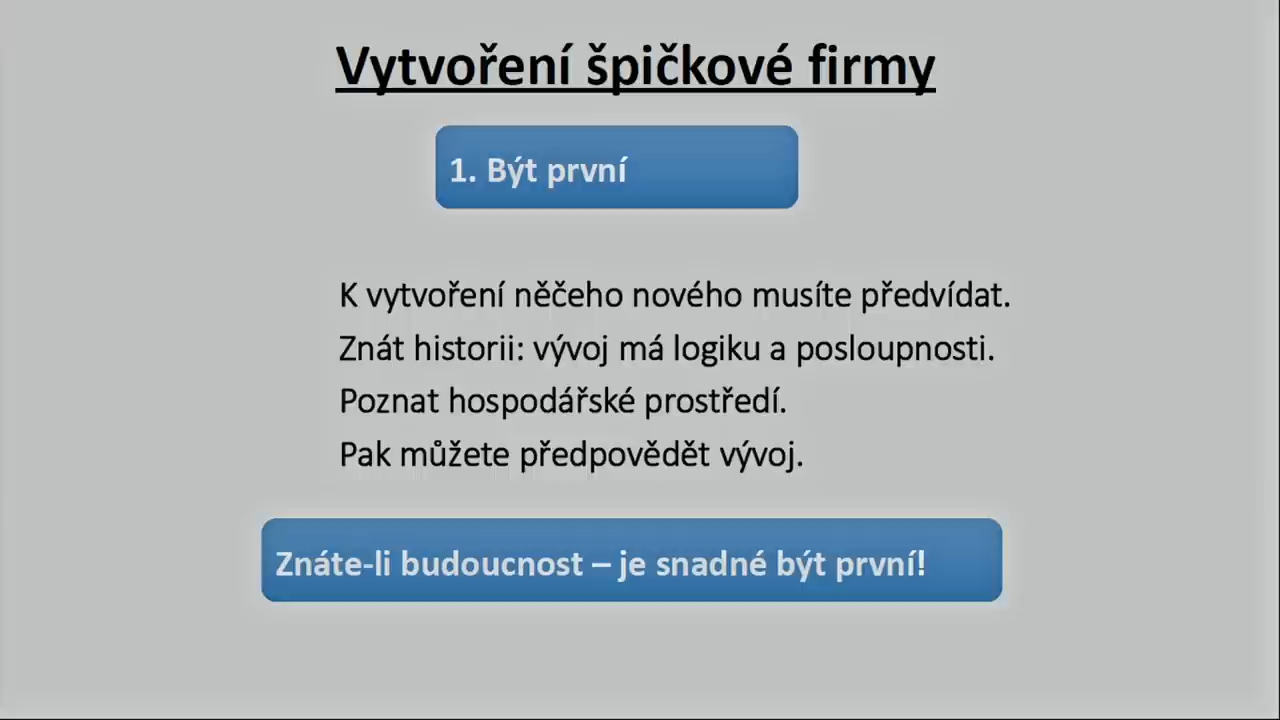 Vytvoření špičkové firmy
1. Být první
K vytvoření něčeho nového musíte předvídat.
Znát historii: vývoj má logiku a posloupnosti.
Poznat hospodářské prostředí.
Pak můžete předpovědět vývoj.
Znáte-li budoucnost – je snadné být první!